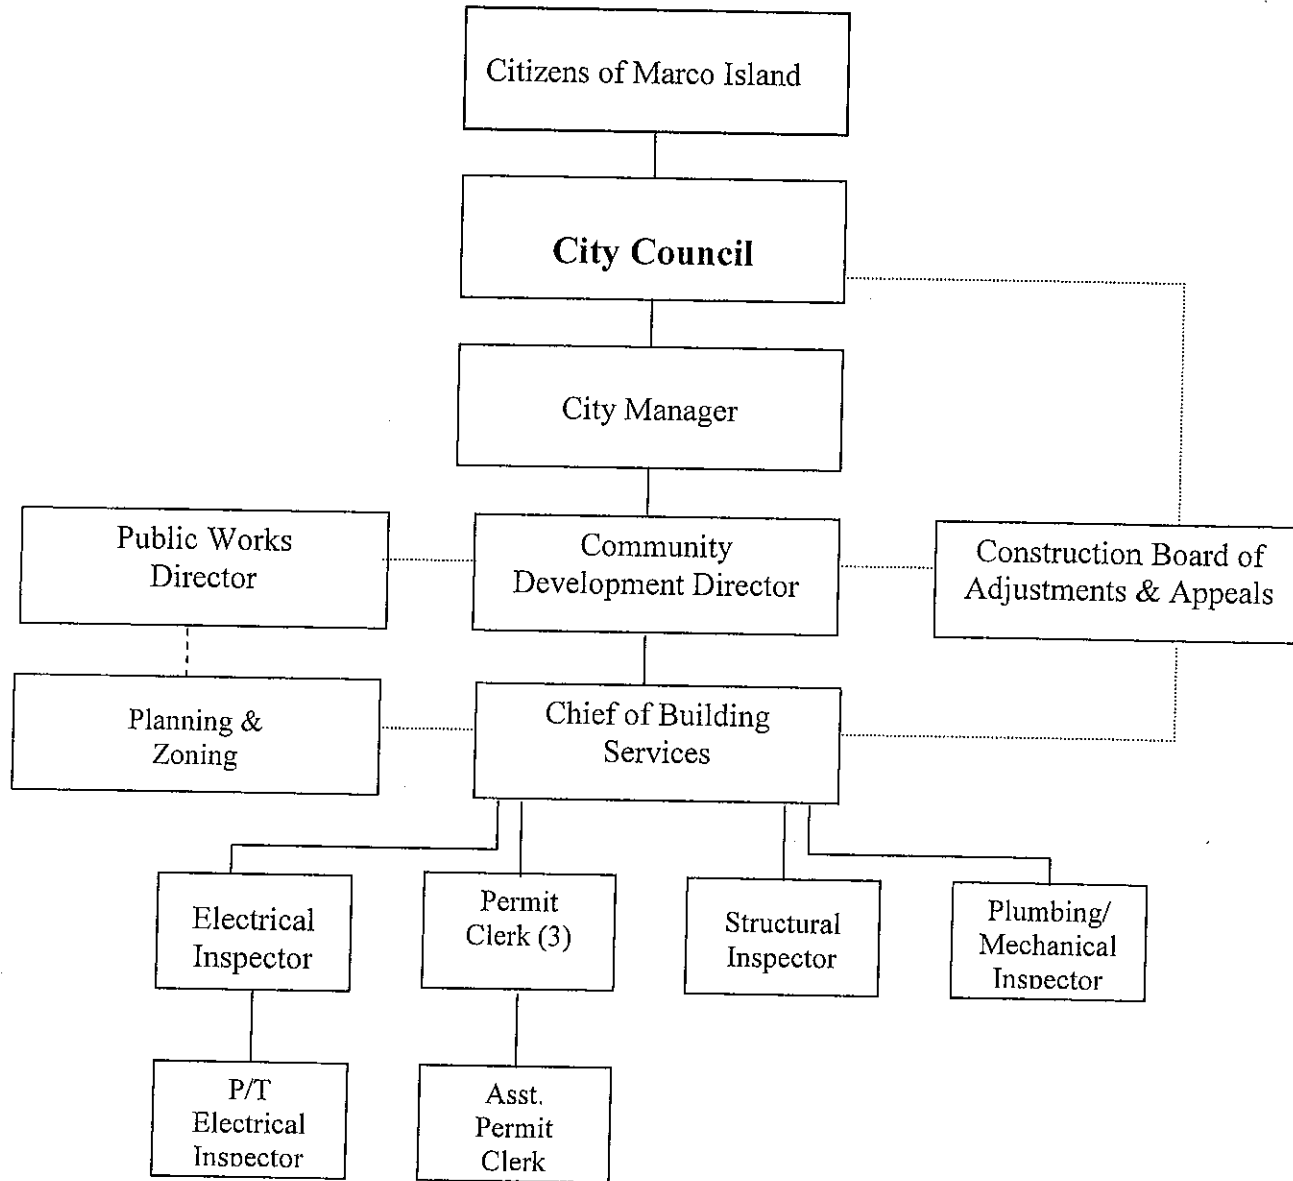 Citizens of Marco Island
City Council
City Manager
Public Works
Director
Community
Development Director
Construction Board of
Adjustments & Appeals
Planning &
Zoning
Chief of Building
Services
Electrical
Inspector
Permit
Clerk (3)
Structural
Inspector
Plumbing/
Mechanical
Inspector
P/T
Electrical
Inspector
Asst.
Permit
Clerk